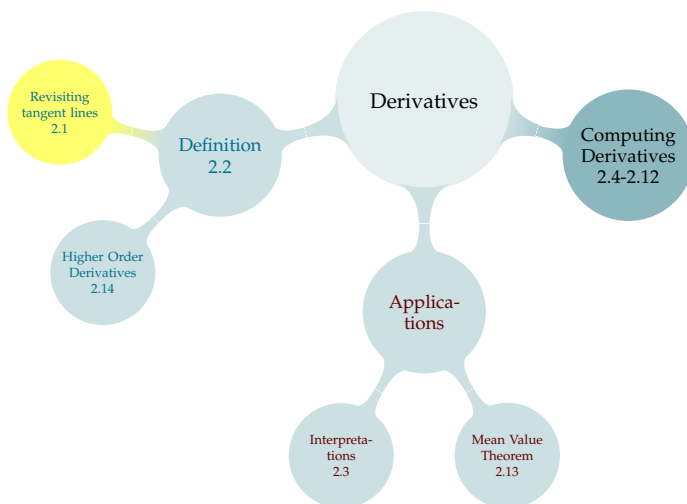 Derivatives
Revisiting
tangent lines
2.1
Definition
2.2
Computing
Derivatives
2.4-2.12
Higher Order
Derivatives
2.14
Applica-
tions
Interpreta-
tions
2.3
Mean Value
Theorem
2.13